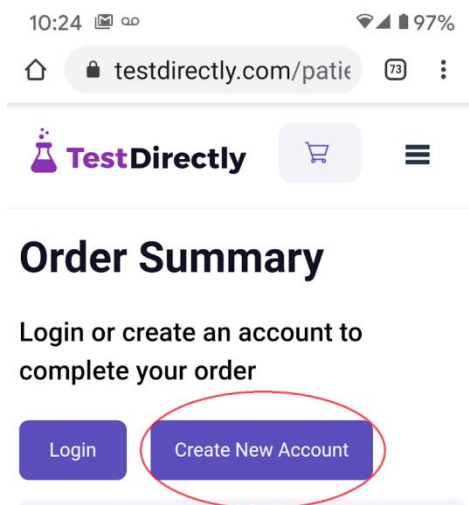 10:24 97%
testdirectly.com/patie 73
TestDirectly
Order Summary
Login or create an account to
complete your order
Login Create New Account